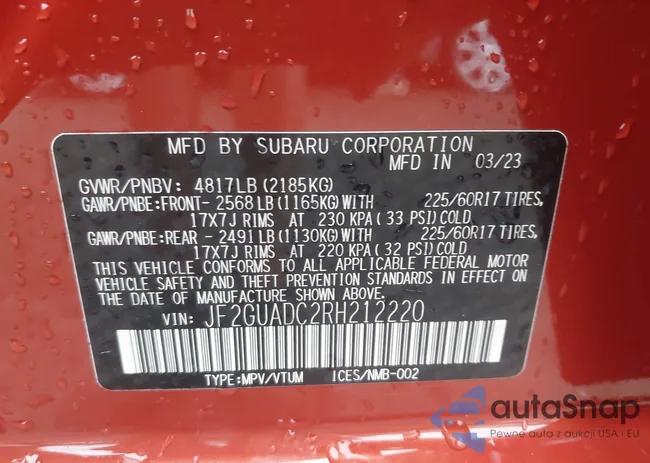 MFD BY SUBARU CORPORATION
MFD IN 03/23
GVWR/PNBV: 4817LB (2185KG)
GAWR/PNBE:FRONT- 2568LB (1165KG) WITH 225/60R17 TIRES,
17X7J RIMS AT 230 KPA (33 PSI) COLD
GAWR/PNBE:REAR - 2491LB (1130KG) WITH 225/60R17 TIRES,
17X7J RIMS AT 220 KPA (32 PSI) COLD
THIS VEHICLE CONFORMS TO ALL APPLICABLE FEDERAL MOTOR
VEHICLE SAFETY AND THEFT PREVENTION STANDARDS IN EFFECT ON
THE DATE OF MANUFACTURE SHOWN ABOVE.
VIN: JF2GUADC2RH212220
TYPE:MPV/VTUM ICES/NMB-002
autaSnap
Pewne auta z aukcji USA i EU